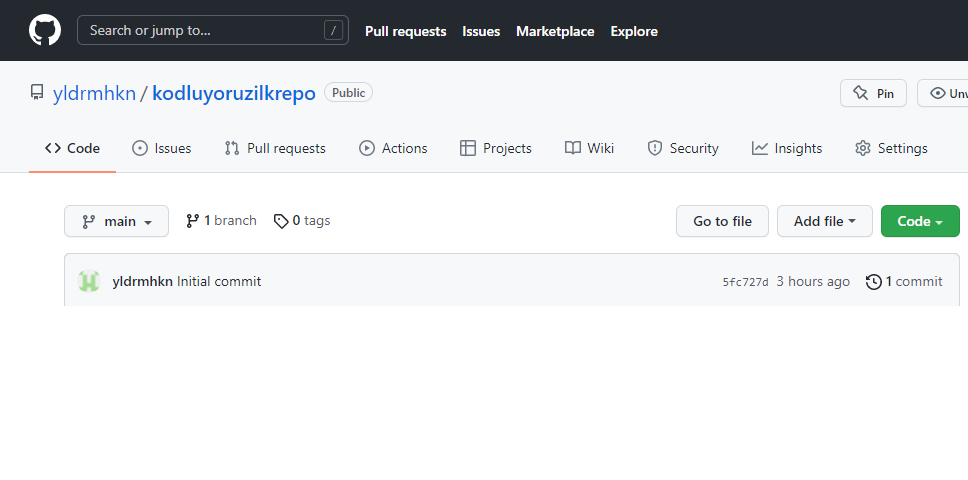 Search or jump to... / Pull requests Issues Marketplace Explore
yldrmhkn / kodluyoruzilkrepo Public Pin
Code Issues Pull requests Actions Projects Wiki Security Insights Settings
main 1 branch 0 tags Go to file Add file Code
yldrmhkn Initial commit 5fc727d 3 hours ago 1 commit